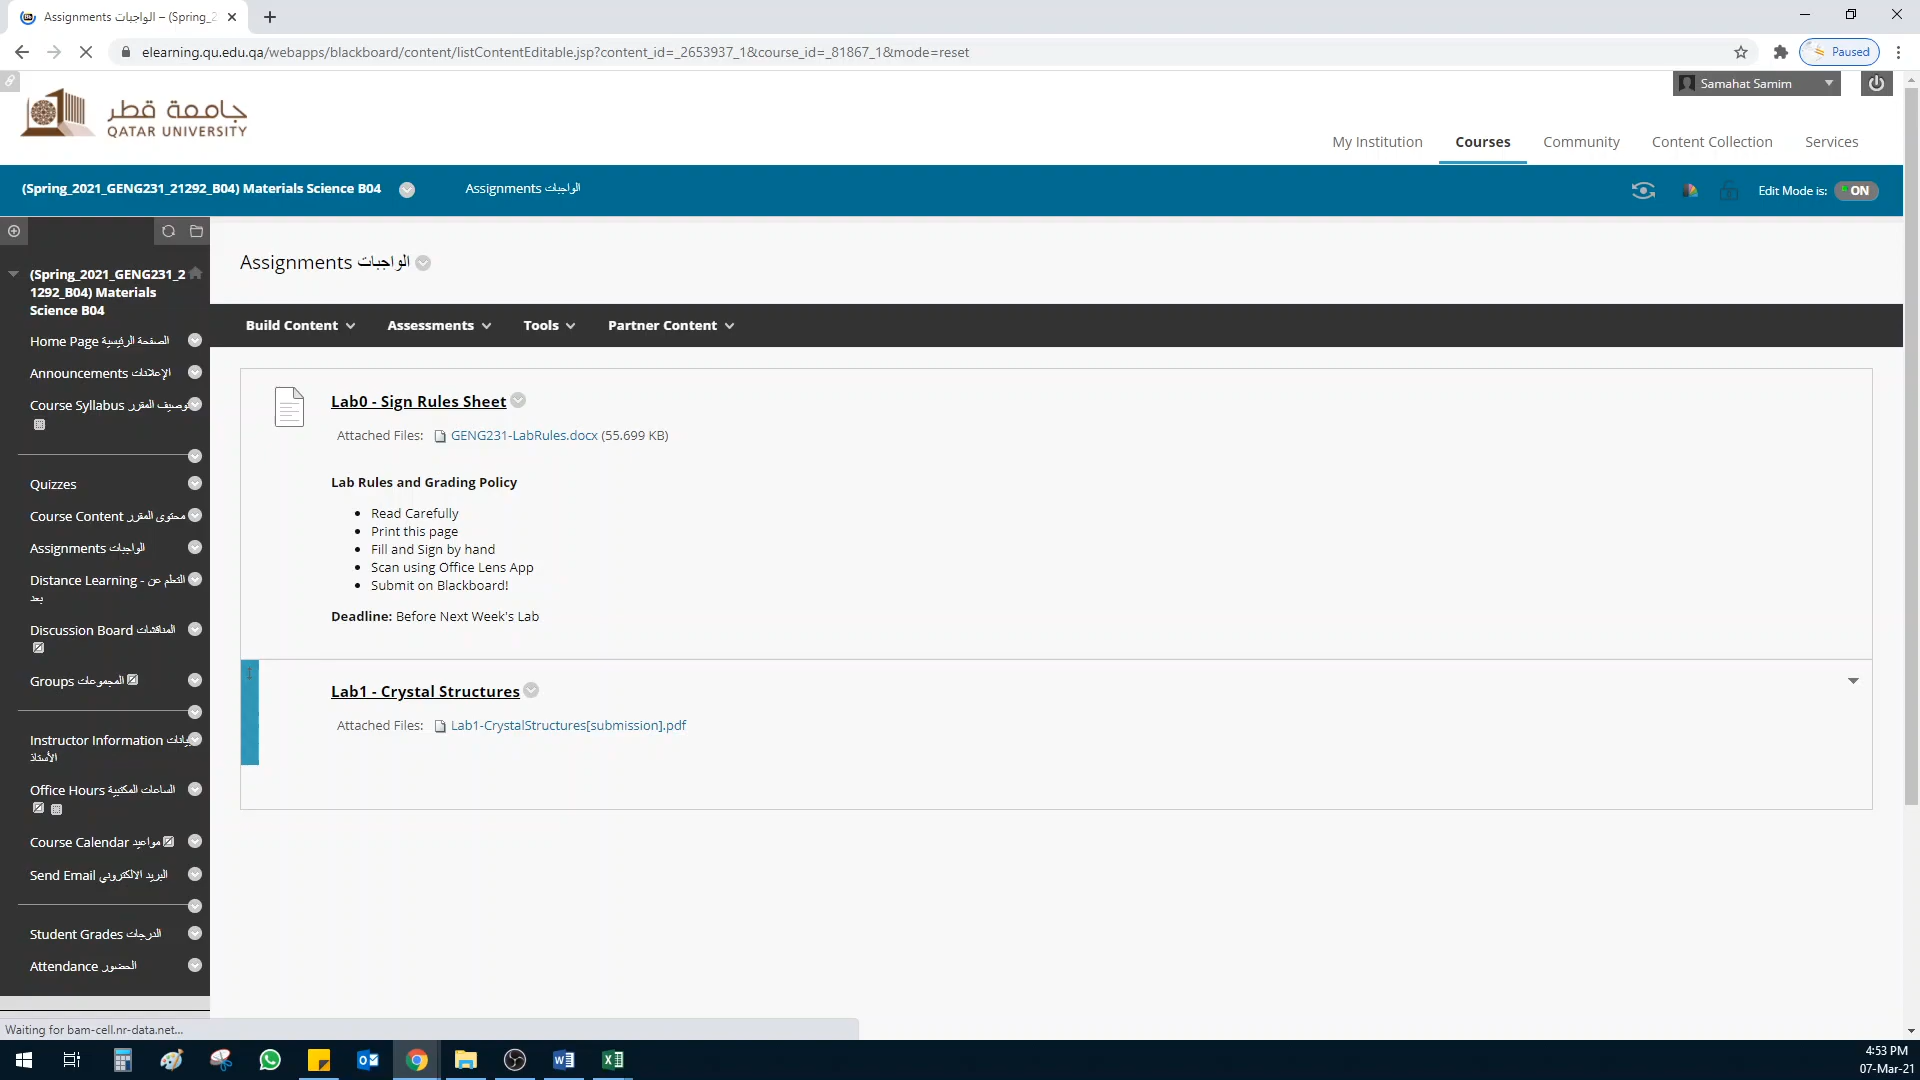 Assignments الواجبات – (Spring_2
elearning.qu.edu.qa/webapps/blackboard/content/listContentEditable.jsp?content_id=_2653937_1&course_id=_81867_1&mode=reset
Paused
Samahat Samim
جامعة قطر
QATAR UNIVERSITY
My Institution
Courses
Community
Content Collection
Services
(Spring_2021_GENG231_21292_B04) Materials Science B04
Assignments الواجبات
Edit Mode is:
ON
(Spring_2021_GENG231_2
1292_B04) Materials
Science B04
Home Page الصفحة الرئيسية
Announcements الإعلانات
Course Syllabus توصيف المقرر
Quizzes
Course Content محتوى المقرر
Assignments الواجبات
Distance Learning - التعلم عن
بعد
Discussion Board المناقشات
Groups المجموعات
Instructor Information بيانات
الأستاذ
Office Hours الساعات المكتبية
Course Calendar مواعيد
Send Email البريد الالكتروني
Student Grades الدرجات
Attendance الحضور
Assignments الواجبات
Build Content
Assessments
Tools
Partner Content
Lab0 - Sign Rules Sheet
Attached Files: GENG231-LabRules.docx (55.699 KB)
Lab Rules and Grading Policy
• Read Carefully
• Print this page
• Fill and Sign by hand
• Scan using Office Lens App
• Submit on Blackboard!
Deadline: Before Next Week's Lab
Lab1 - Crystal Structures
Attached Files: Lab1-CrystalStructures[submission].pdf
Waiting for bam-cell.nr-data.net...
4:53 PM
07-Mar-21